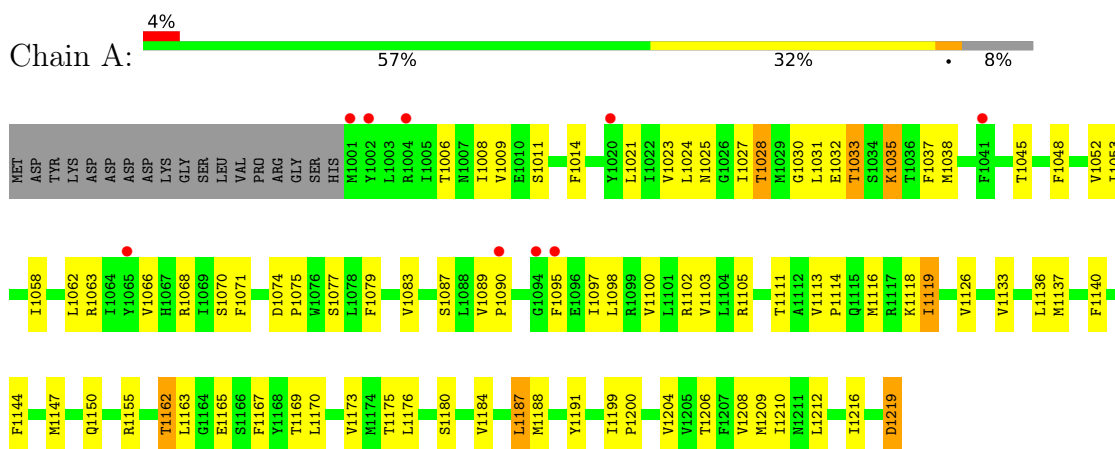 4%
Chain A:
57% 32% • 8%
MET ASP TYR LYS ASP ASP ASP ASP LYS GLY SER LEU VAL PRO ARG GLY SER HIS M1001 Y1002 L1003 R1004 I1005 T1006 N1007 I1008 V1009 E1010 S1011 F1014 Y1020 L1021 I1022 V1023 L1024 N1025 G1026 I1027 T1028 M1029 G1030 L1031 E1032 T1033 S1034 K1035 T1036 F1037 M1038 F1041 T1045 F1048 V1052 I1053
I1058 L1062 R1063 I1064 Y1065 V1066 H1067 R1068 I1069 S1070 F1071 D1074 P1075 W1076 S1077 L1078 F1079 V1083 S1087 L1088 V1089 P1090 G1094 F1095 E1096 I1097 L1098 R1099 V1100 L1101 R1102 V1103 L1104 R1105 T1111 A1112 V1113 P1114 Q1115 M1116 R1117 K1118 I1119 V1126 V1133 L1136 M1137 F1140
F1144 M1147 Q1150 R1155 T1162 L1163 G1164 E1165 S1166 F1167 Y1168 T1169 L1170 V1173 M1174 T1175 L1176 S1180 V1184 L1187 M1188 Y1191 I1199 P1200 V1204 V1205 T1206 F1207 V1208 M1209 I1210 N1211 L1212 I1216 D1219